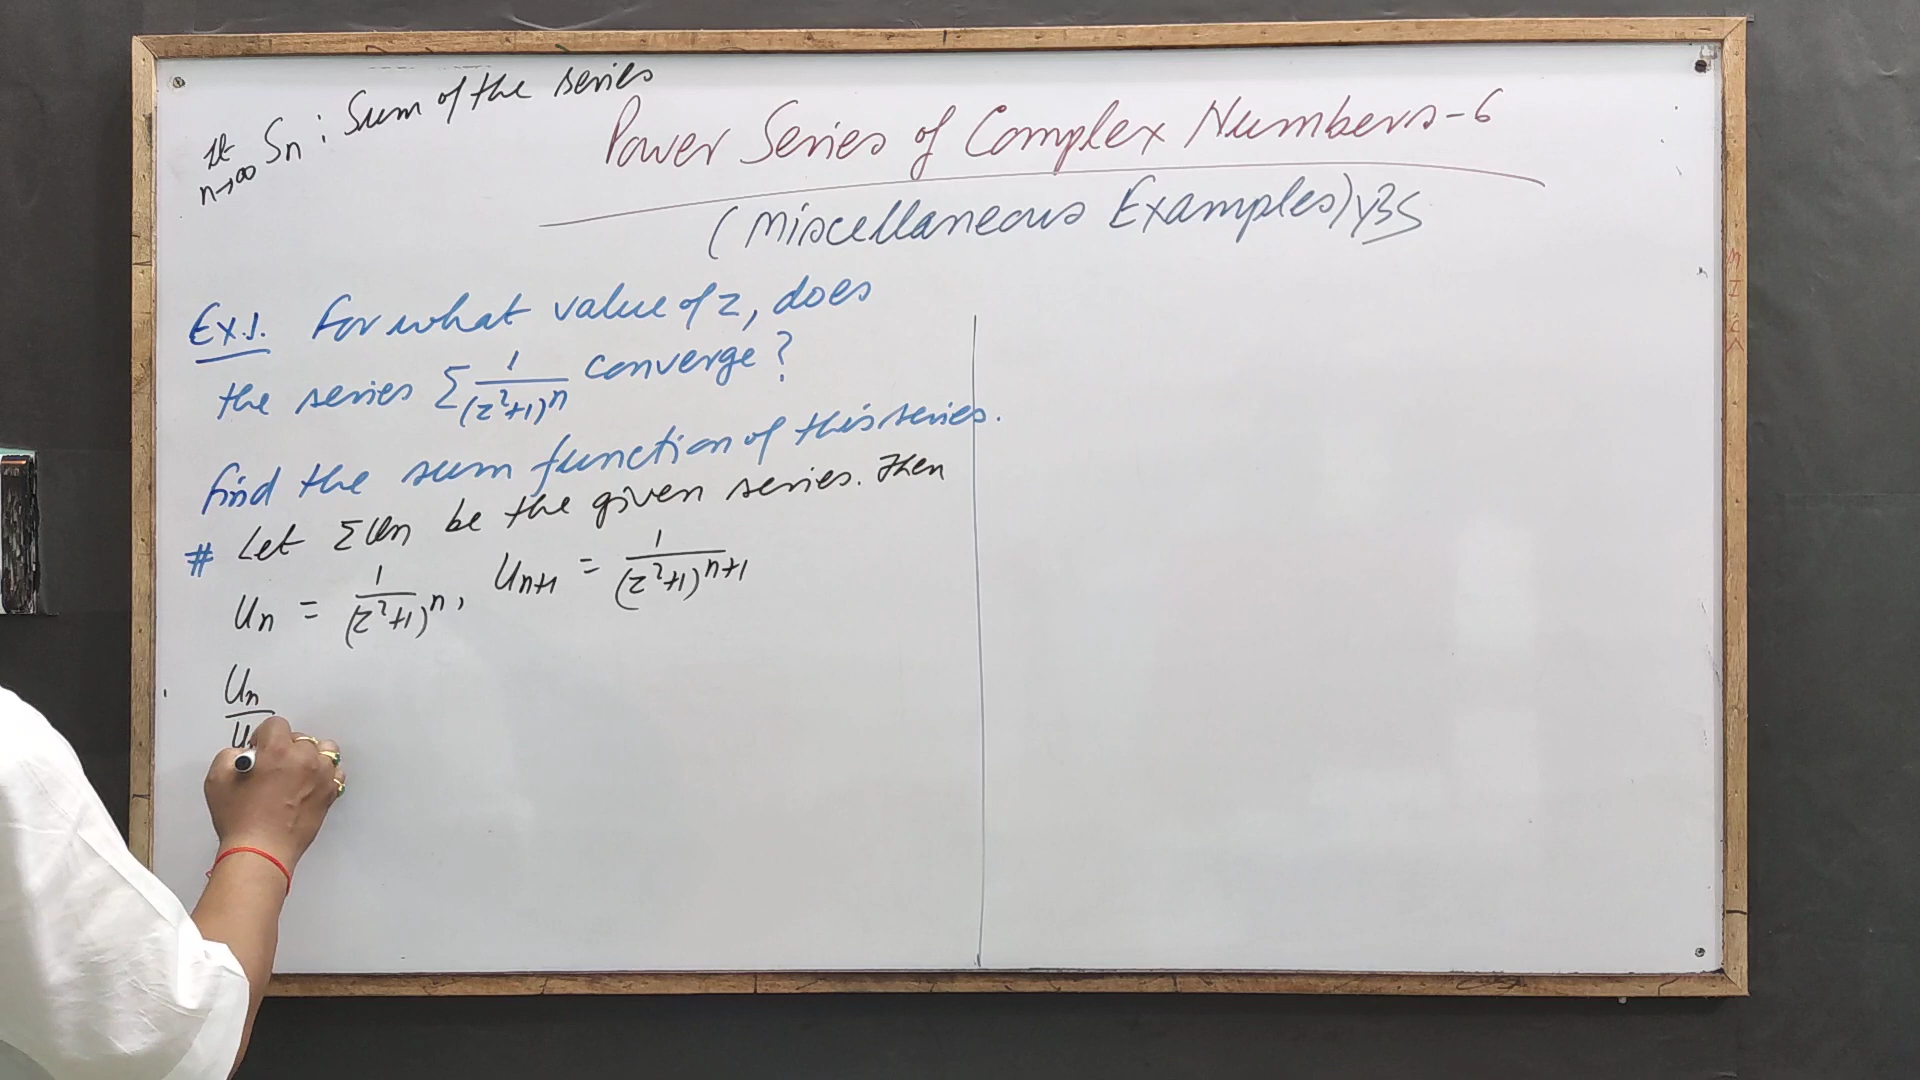 lt n→∞ Sn : Sum of the series
Power Series of Complex Numbers-6
(Miscellaneous Examples)
Ex.1. For what value of z, does
the series Σ 1/(z²+1)ⁿ converge?
find the sum function of this series.
# Let Σun be the given series. Then
un = 1/(z²+1)ⁿ, un+1 = 1/(z²+1)ⁿ⁺¹
un
u